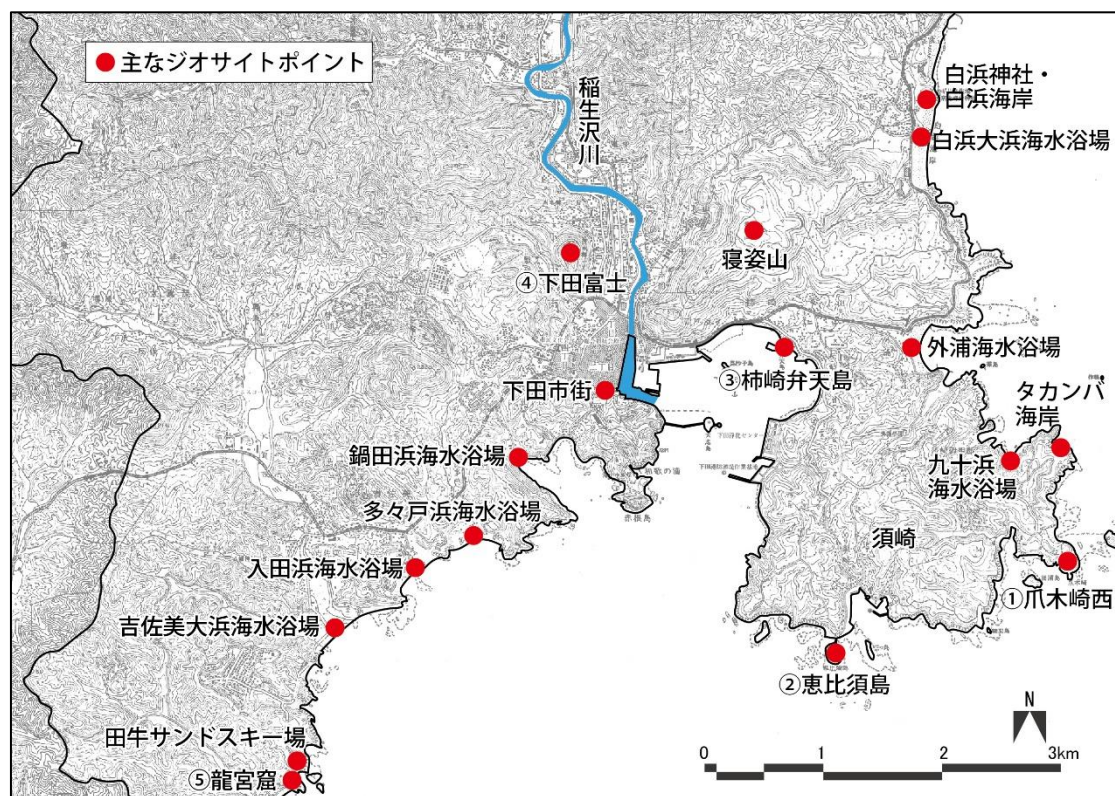 主なジオサイトポイント
稲生沢川
白浜神社・
白浜海岸
白浜大浜海水浴場
寝姿山
④下田富士
外浦海水浴場
③柿崎弁天島
タカンバ
海岸
下田市街
九十浜
海水浴場
鍋田浜海水浴場
多々戸浜海水浴場
須崎
入田浜海水浴場
①爪木崎西
吉佐美大浜海水浴場
②恵比須島
田牛サンドスキー場
⑤龍宮窟
N
0 1 2 3km